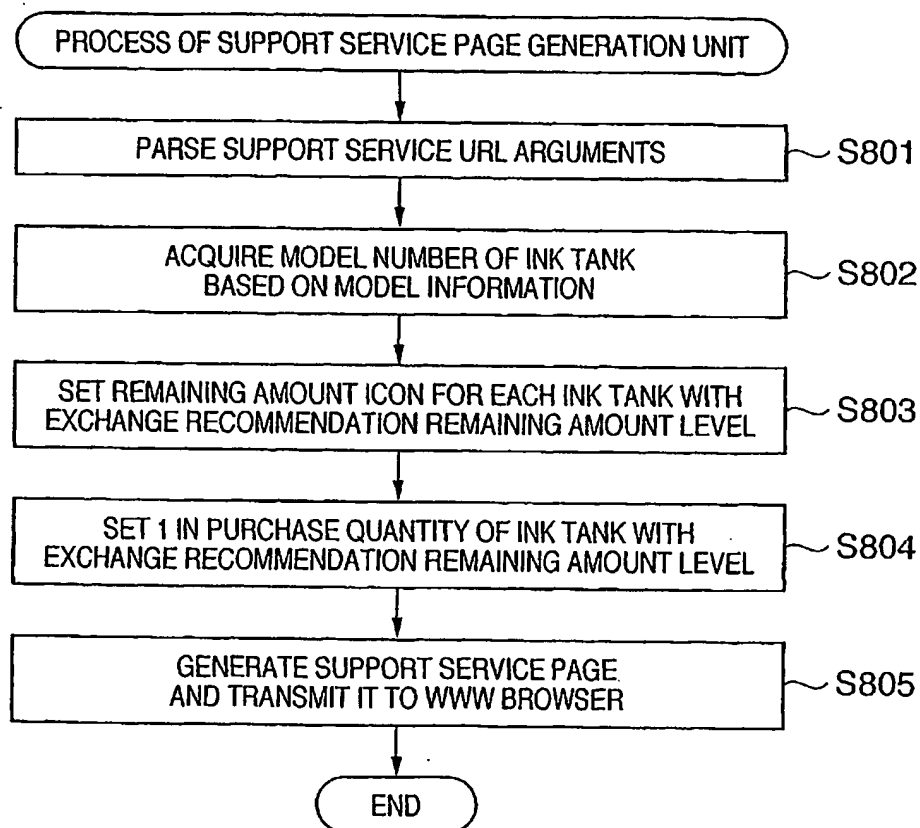 PROCESS OF SUPPORT SERVICE PAGE GENERATION UNIT
PARSE SUPPORT SERVICE URL ARGUMENTS
S801
ACQUIRE MODEL NUMBER OF INK TANK
BASED ON MODEL INFORMATION
S802
SET REMAINING AMOUNT ICON FOR EACH INK TANK WITH
EXCHANGE RECOMMENDATION REMAINING AMOUNT LEVEL
S803
SET 1 IN PURCHASE QUANTITY OF INK TANK WITH
EXCHANGE RECOMMENDATION REMAINING AMOUNT LEVEL
S804
GENERATE SUPPORT SERVICE PAGE
AND TRANSMIT IT TO WWW BROWSER
S805
END